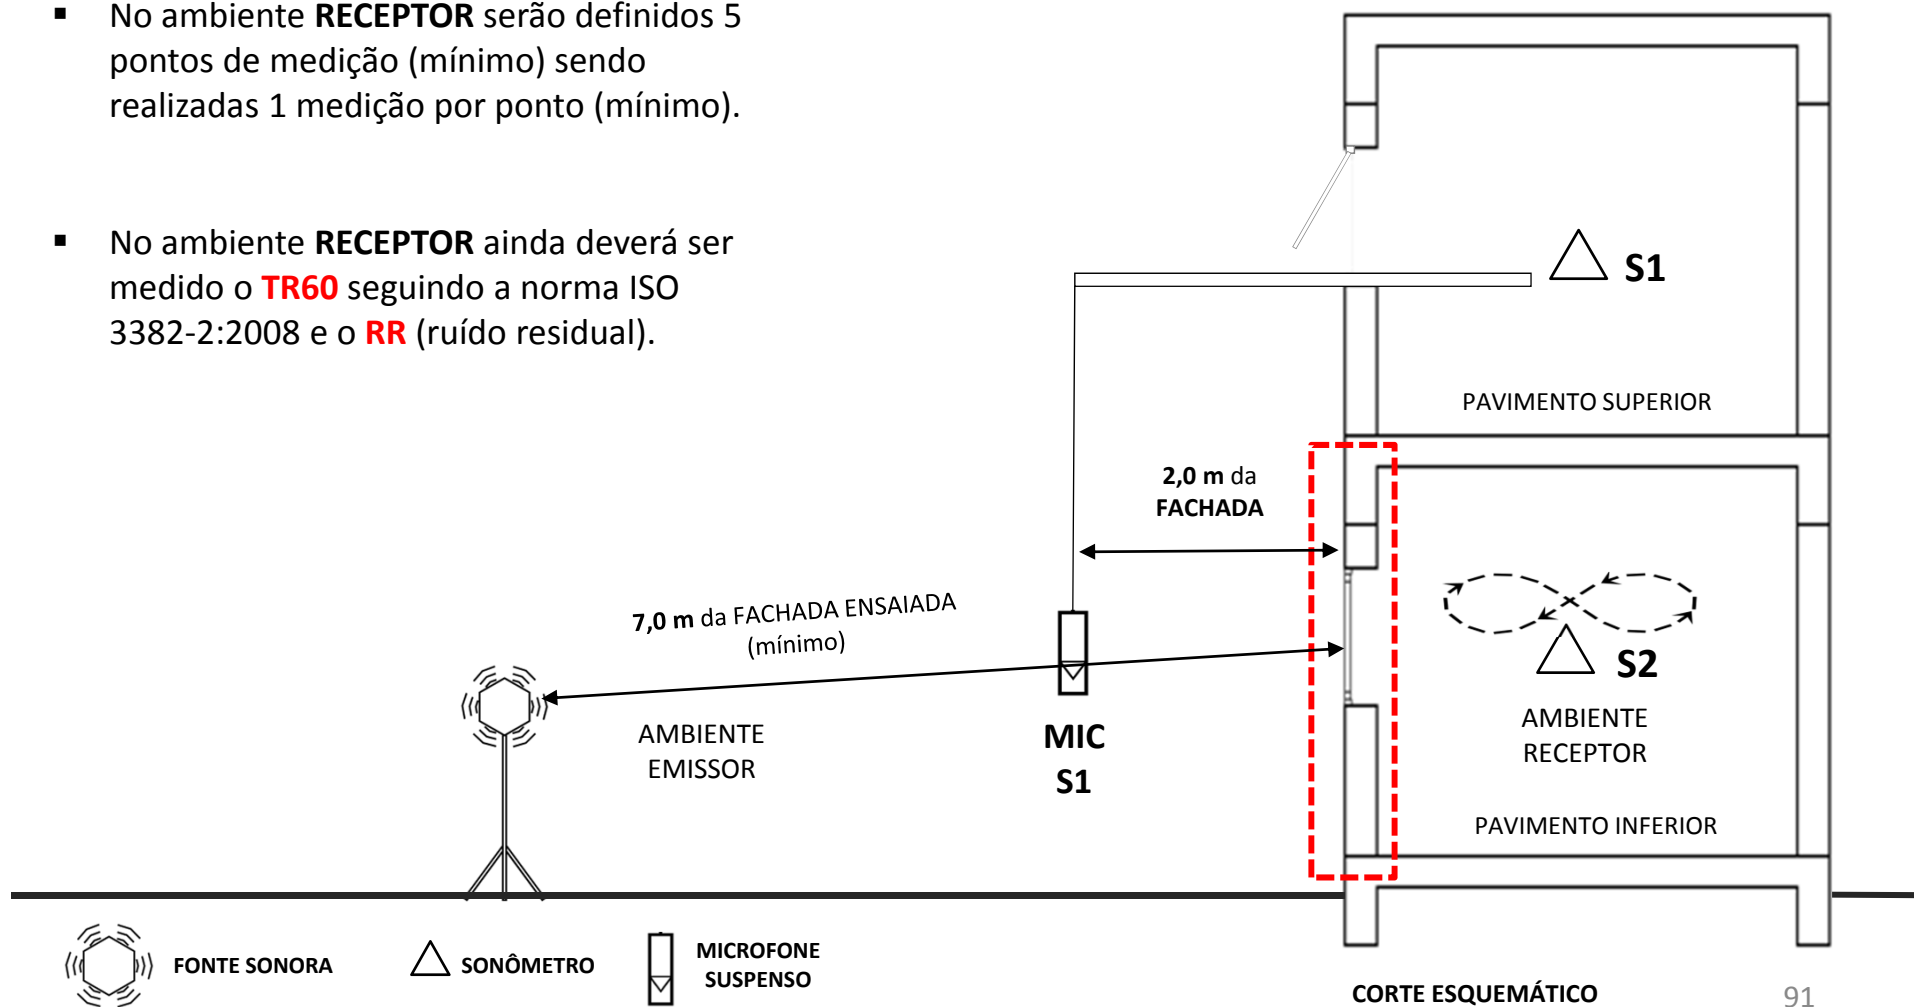 ▪ No ambiente RECEPTOR serão definidos 5
pontos de medição (mínimo) sendo
realizadas 1 medição por ponto (mínimo).
▪ No ambiente RECEPTOR ainda deverá ser
medido o TR60 seguindo a norma ISO
3382-2:2008 e o RR (ruído residual).
S1
PAVIMENTO SUPERIOR
2,0 m da
FACHADA
7,0 m da FACHADA ENSAIADA
(mínimo)
AMBIENTE
EMISSOR
MIC
S1
S2
AMBIENTE
RECEPTOR
PAVIMENTO INFERIOR
FONTE SONORA
SONÔMETRO
MICROFONE
SUSPENSO
CORTE ESQUEMÁTICO
91